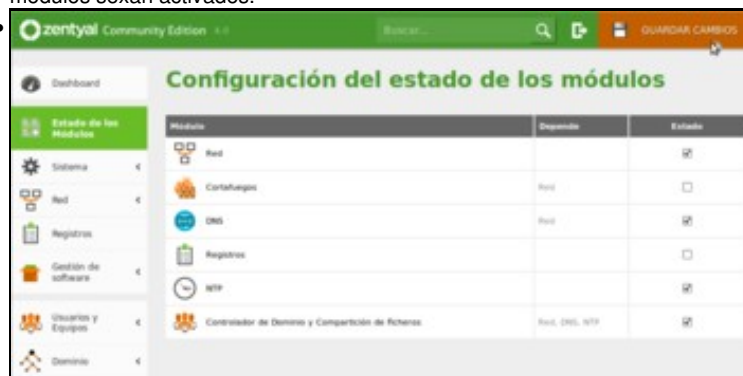 módulos sexan activados.
zentyal Community Edition 4.0
Buscar...
GUARDAR CAMBIOS
Dashboard
Configuración del estado de los módulos
Estado de los
Módulos
Módulo Depende Estado
Sistema
Red
Red
Cortafuegos Red
DNS Red
Registros
Registros
Gestión de
software
NTP
Usuarios y
Equipos
Controlador de Dominio y Compartición de ficheros Red, DNS, NTP
Dominio